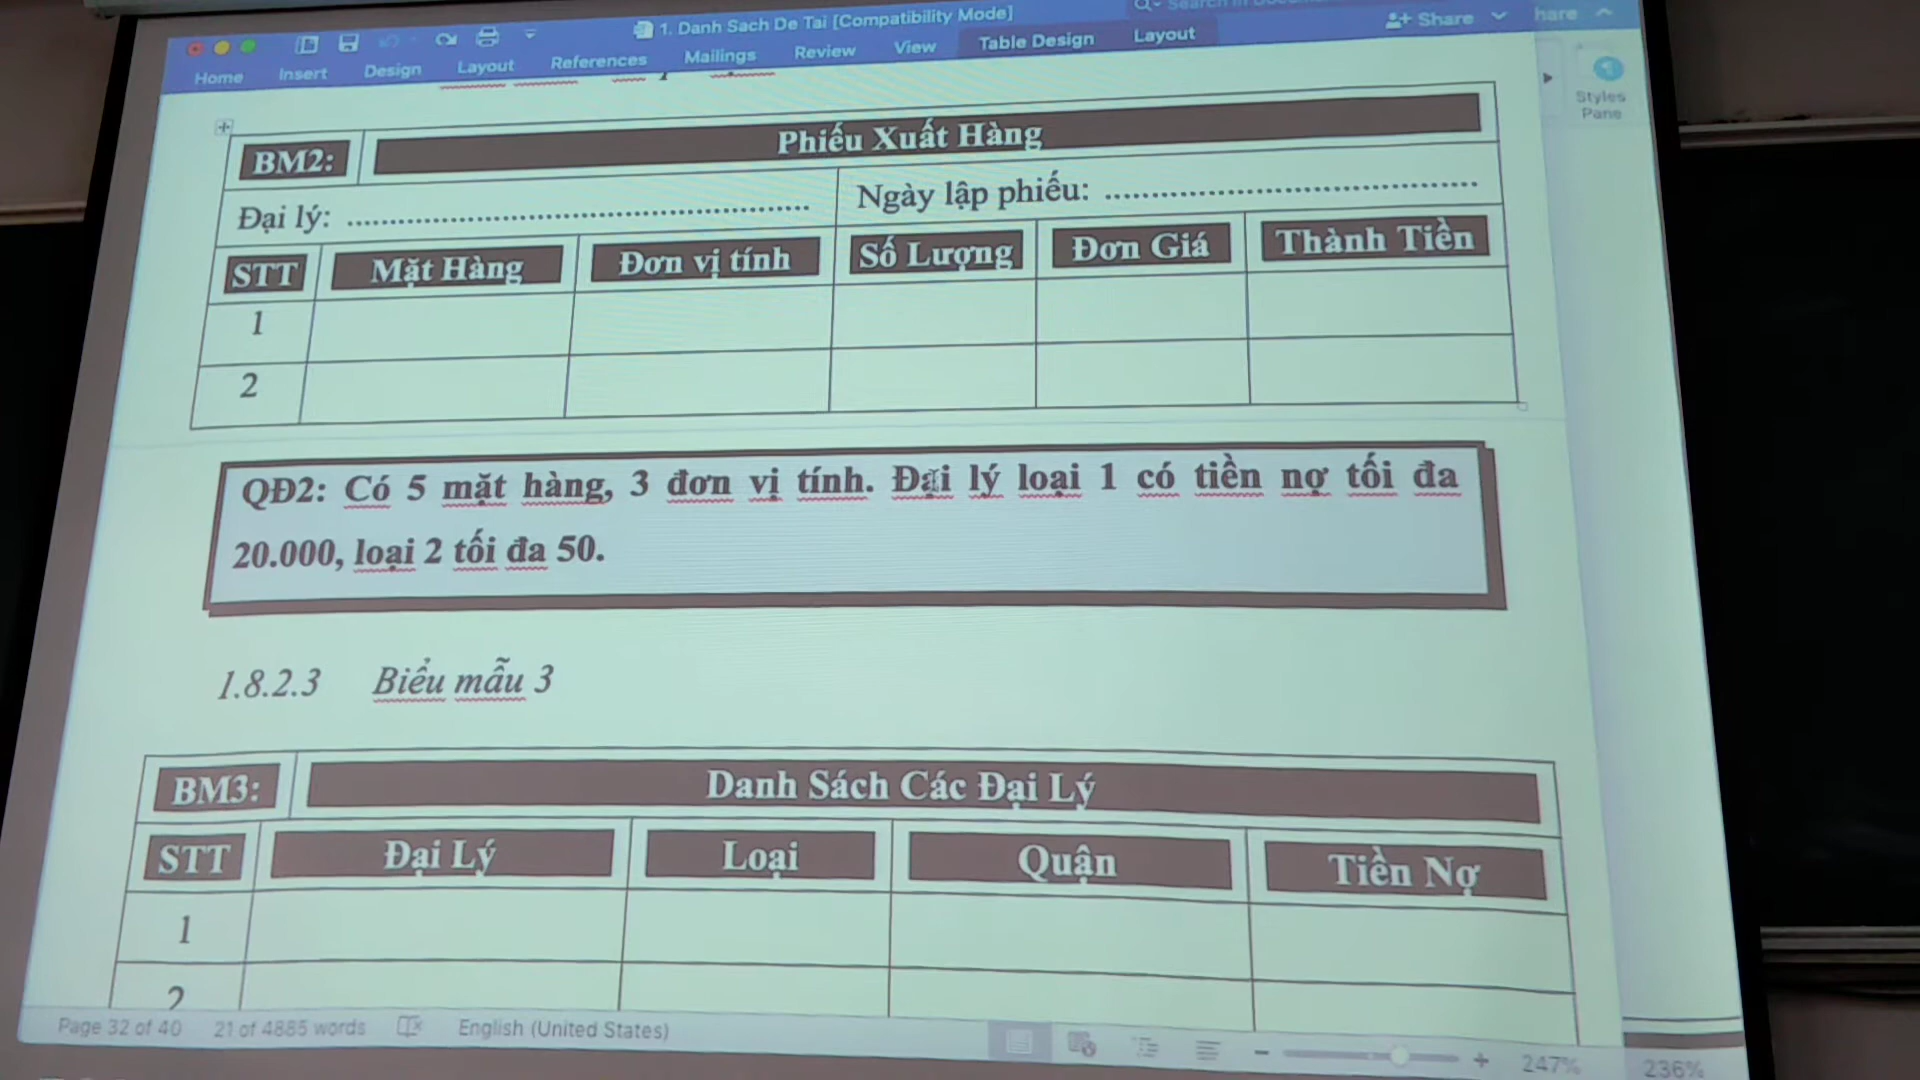 1. Danh Sach De Tai [Compatibility Mode]
Home Insert Design Layout References Mailings Review View Table Design Layout Share
Styles Pane
BM2: Phiếu Xuất Hàng
Đại lý: ........................................ Ngày lập phiếu: ........................................
STT Mặt Hàng Đơn vị tính Số Lượng Đơn Giá Thành Tiền
1
2
QĐ2: Có 5 mặt hàng, 3 đơn vị tính. Đại lý loại 1 có tiền nợ tối đa
20.000, loại 2 tối đa 50.
1.8.2.3 Biểu mẫu 3
BM3: Danh Sách Các Đại Lý
STT Đại Lý Loại Quận Tiền Nợ
1
2
Page 32 of 40 21 of 4885 words English (United States) 247% 236%